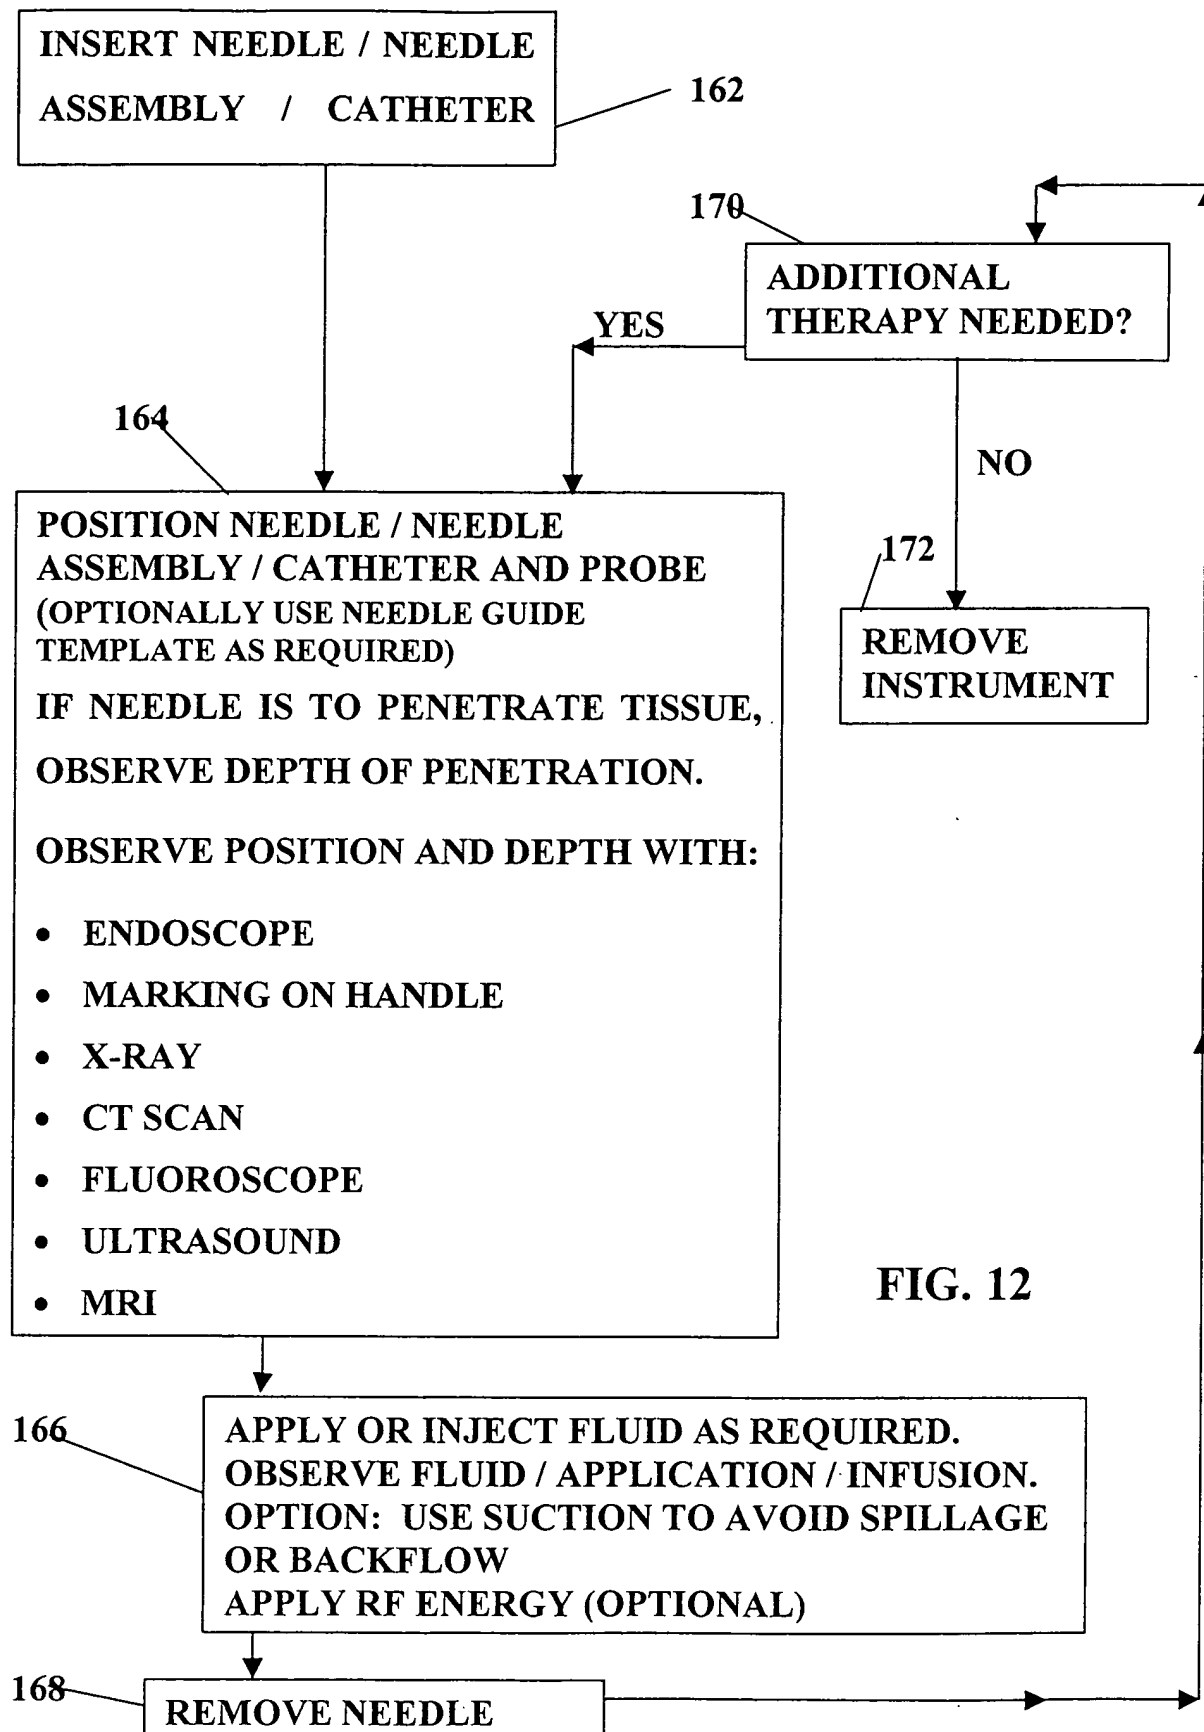 INSERT NEEDLE / NEEDLE
ASSEMBLY / CATHETER
162
170
ADDITIONAL
THERAPY NEEDED?
YES
NO
164
POSITION NEEDLE / NEEDLE
ASSEMBLY / CATHETER AND PROBE
(OPTIONALLY USE NEEDLE GUIDE
TEMPLATE AS REQUIRED)
IF NEEDLE IS TO PENETRATE TISSUE,
OBSERVE DEPTH OF PENETRATION.
OBSERVE POSITION AND DEPTH WITH:
• ENDOSCOPE
• MARKING ON HANDLE
• X-RAY
• CT SCAN
• FLUOROSCOPE
• ULTRASOUND
• MRI
172
REMOVE
INSTRUMENT
FIG. 12
166
APPLY OR INJECT FLUID AS REQUIRED.
OBSERVE FLUID / APPLICATION / INFUSION.
OPTION: USE SUCTION TO AVOID SPILLAGE
OR BACKFLOW
APPLY RF ENERGY (OPTIONAL)
168
REMOVE NEEDLE